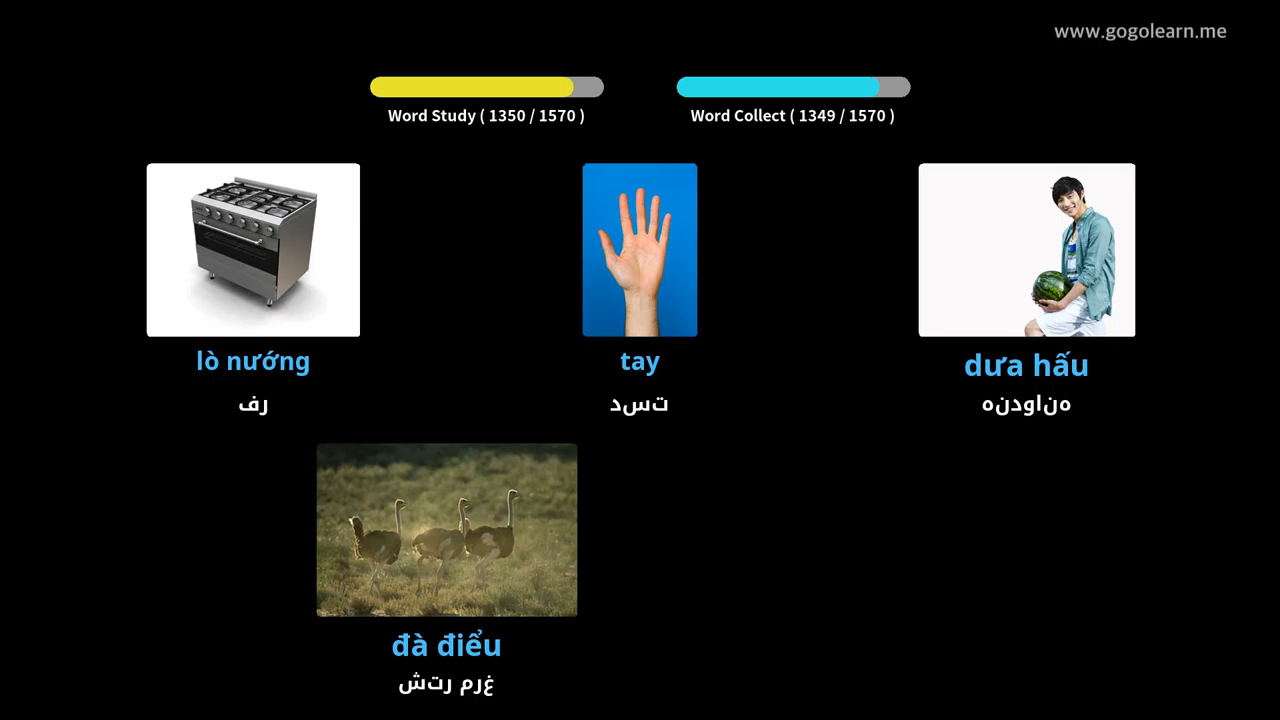 www.gogolearn.me
Word Study ( 1350 / 1570 )
Word Collect ( 1349 / 1570 )
lò nướng
رف
tay
تسد
dưa hấu
هناودنه
đà điểu
غرم رتش